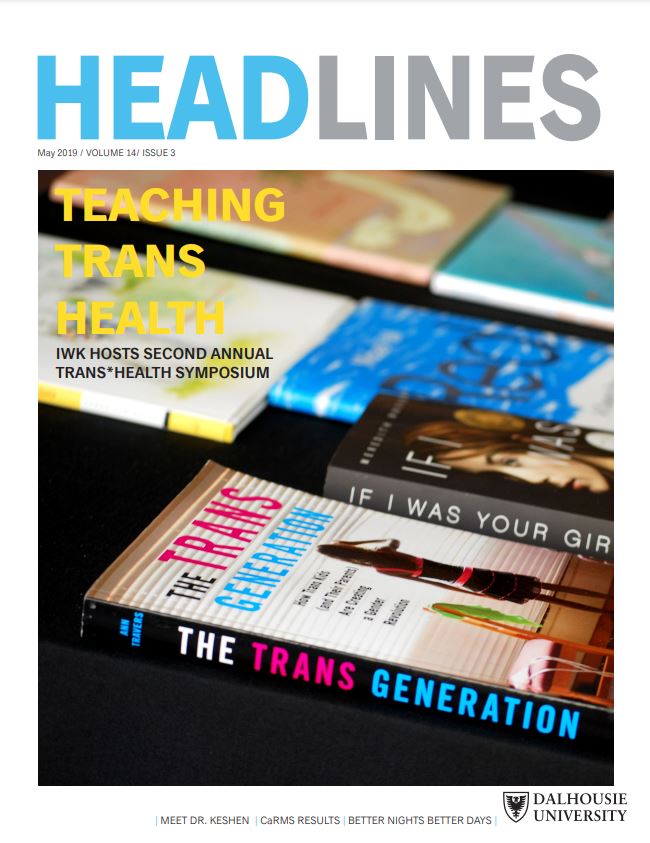 HEADLINES
May 2019 / VOLUME 14/ ISSUE 3
TEACHING
TRANS
HEALTH
IWK HOSTS SECOND ANNUAL
TRANS*HEALTH SYMPOSIUM
IF I
WAS
IF I WAS YOUR GIR
THE TRANS
GENERATION
How Trans Kids
(and Their Parents)
Are Creating
a Gender
Revolution
ANN
TRAVERS
THE TRANS GENERATION
DALHOUSIE
UNIVERSITY
| MEET DR. KESHEN | CaRMS RESULTS | BETTER NIGHTS BETTER DAYS |